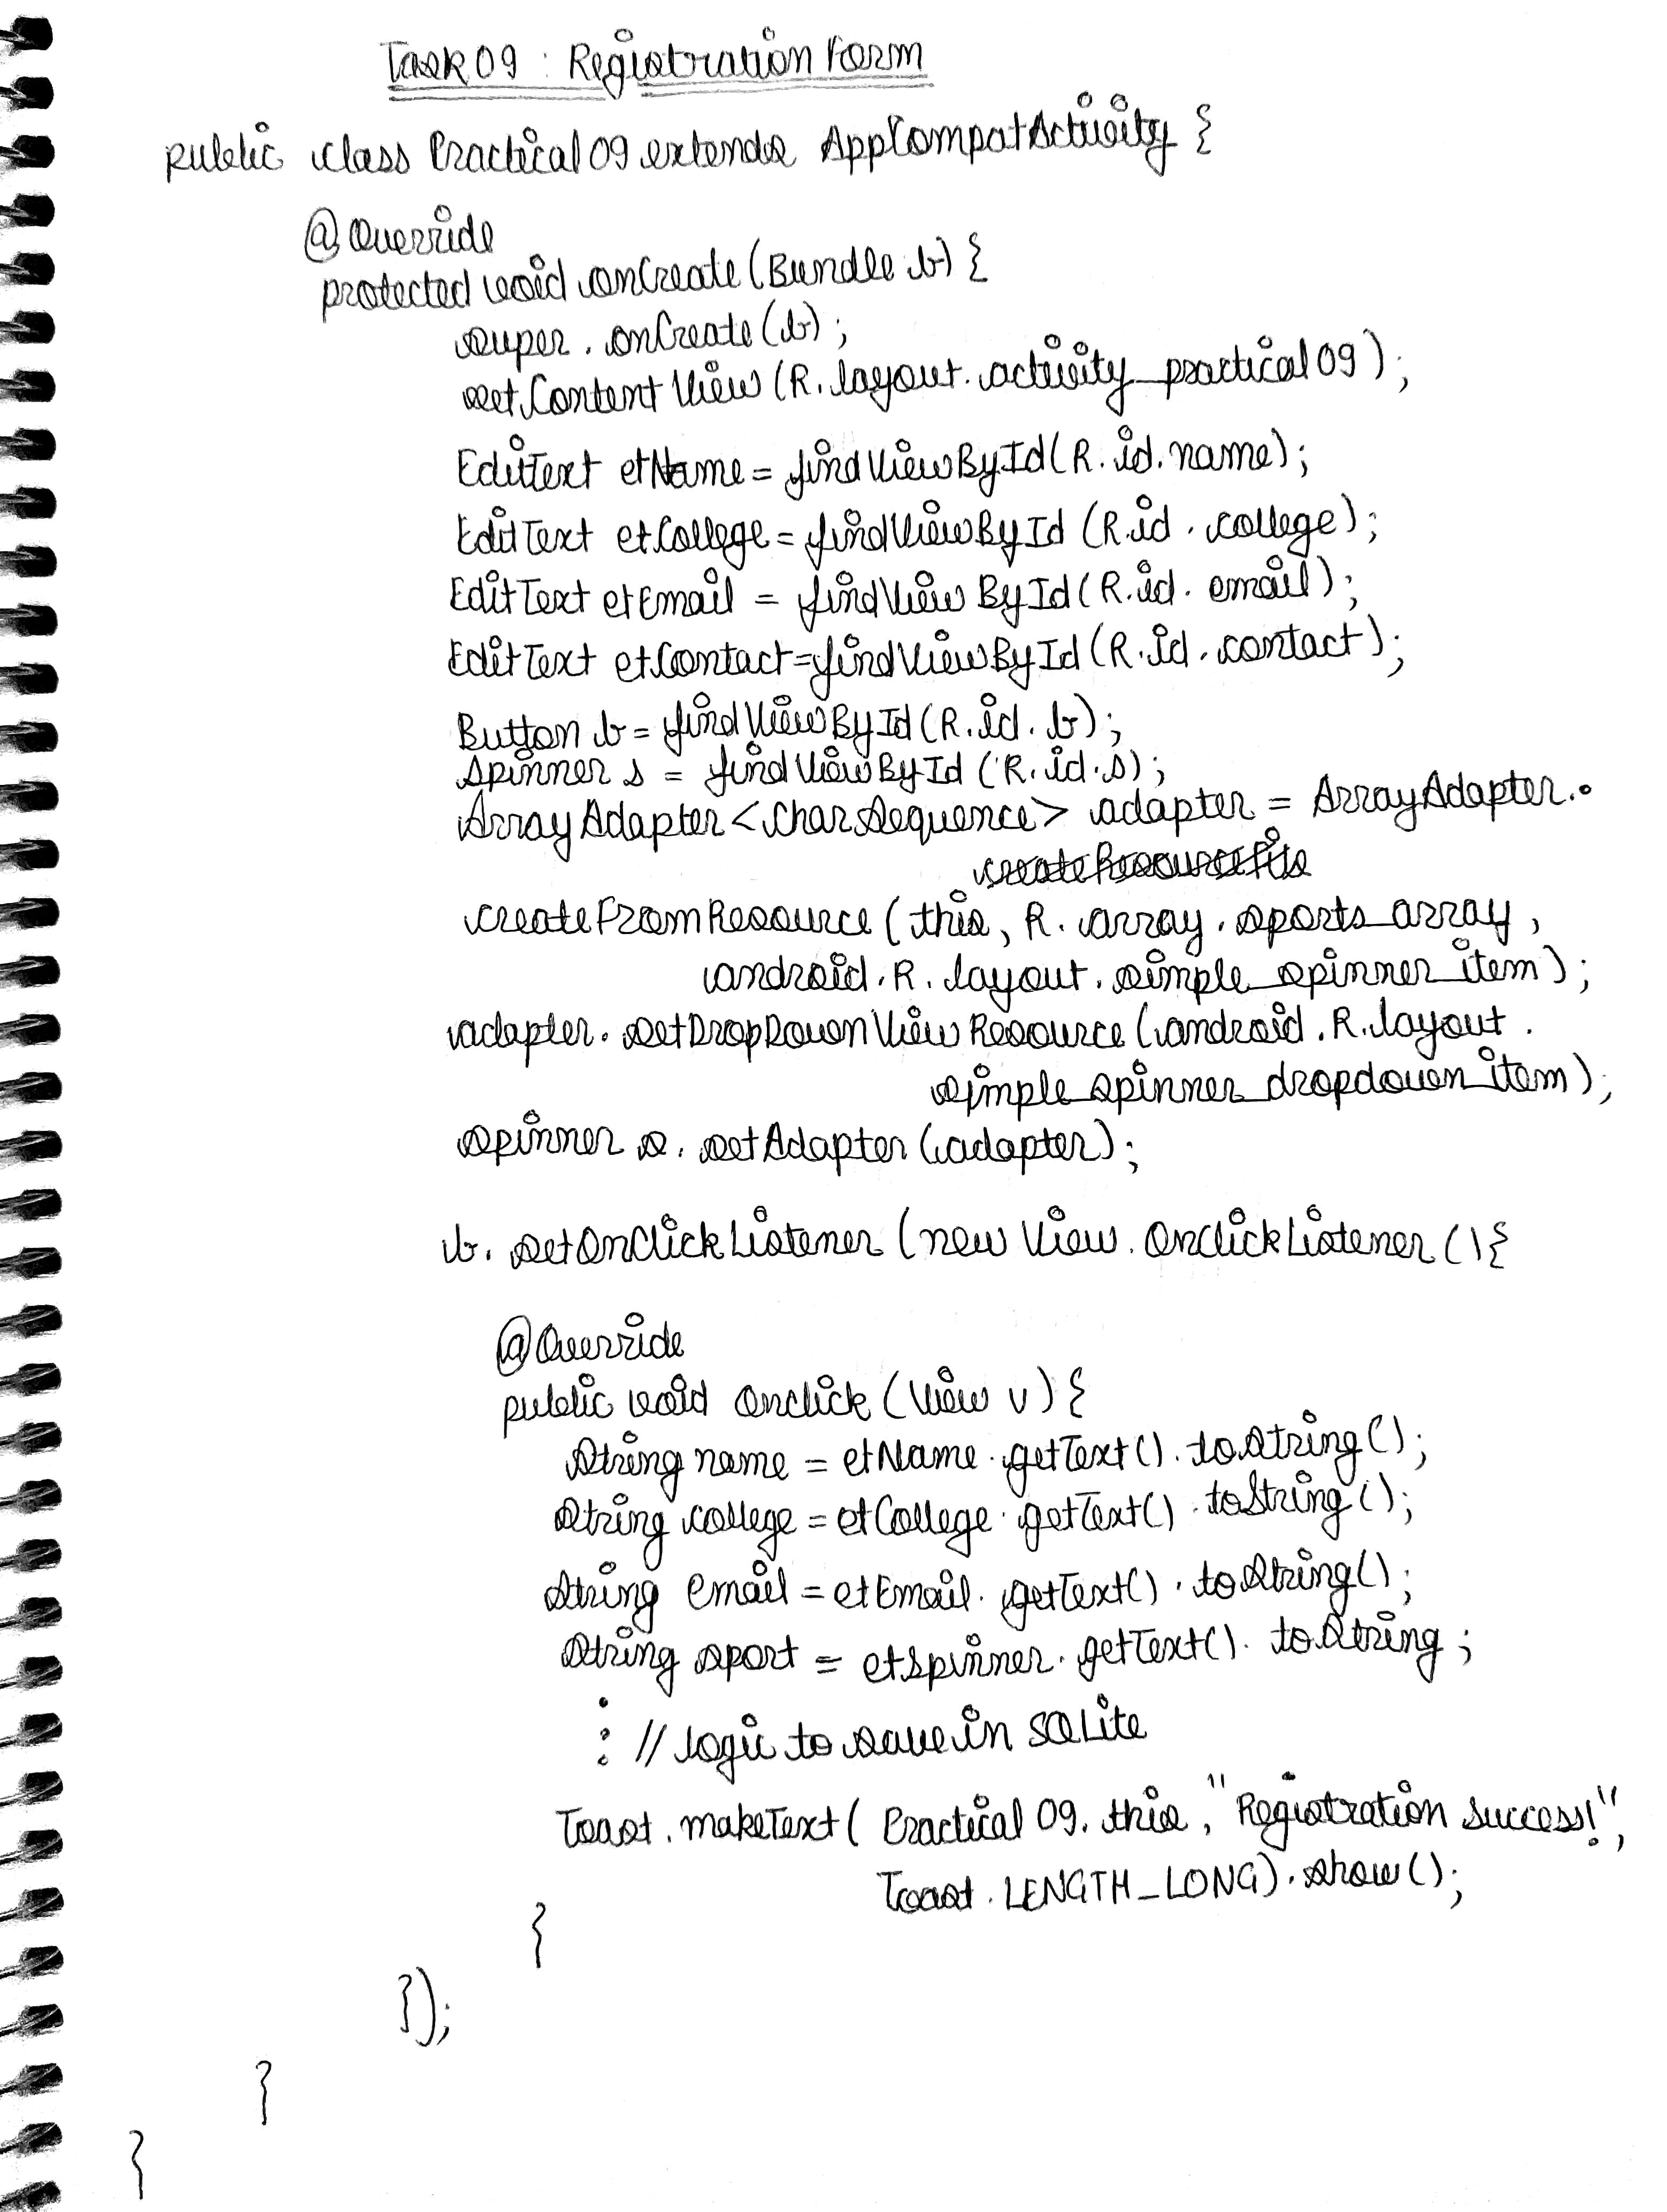 Task 09 : Registration Form
public class Practical 09 extends AppCompatActivity {
@Override
protected void onCreate (Bundle b) {
super . onCreate (b) ;
setContentView (R. layout. activity_practical09) ;
EditText etName = findViewById (R. id. name) ;
EditText etCollege = findViewById (R.id . college) ;
EditText etEmail = findViewById (R.id. email) ;
EditText etContact = findViewById (R. id. contact) ;
Button b = findViewById (R. id. b) ;
Spinner s = findViewById (R. id. s) ;
ArrayAdapter <CharSequence> adapter = ArrayAdapter.
createFromResource (this, R. array. sports_array ,
android. R. layout. simple_spinner_item) ;
adapter. setDropDownViewResource (android. R. layout .
simple_spinner_dropdown_item) ;
spinner s. setAdapter (adapter) ;
b. setOnClickListener (new View. OnClickListener () {
@Override
public void onclick (View v) {
String name = etName . getText() . toString() ;
String college = etCollege . getText() . toString() ;
String email = etEmail . getText() . toString() ;
String sport = etspinner . getText() . toString ;
: // logic to save in SQLite
Toast. makeText ( Practical 09. this, "Registration success!",
Toast. LENGTH_LONG) . show () ;
}
}) ;
}
}